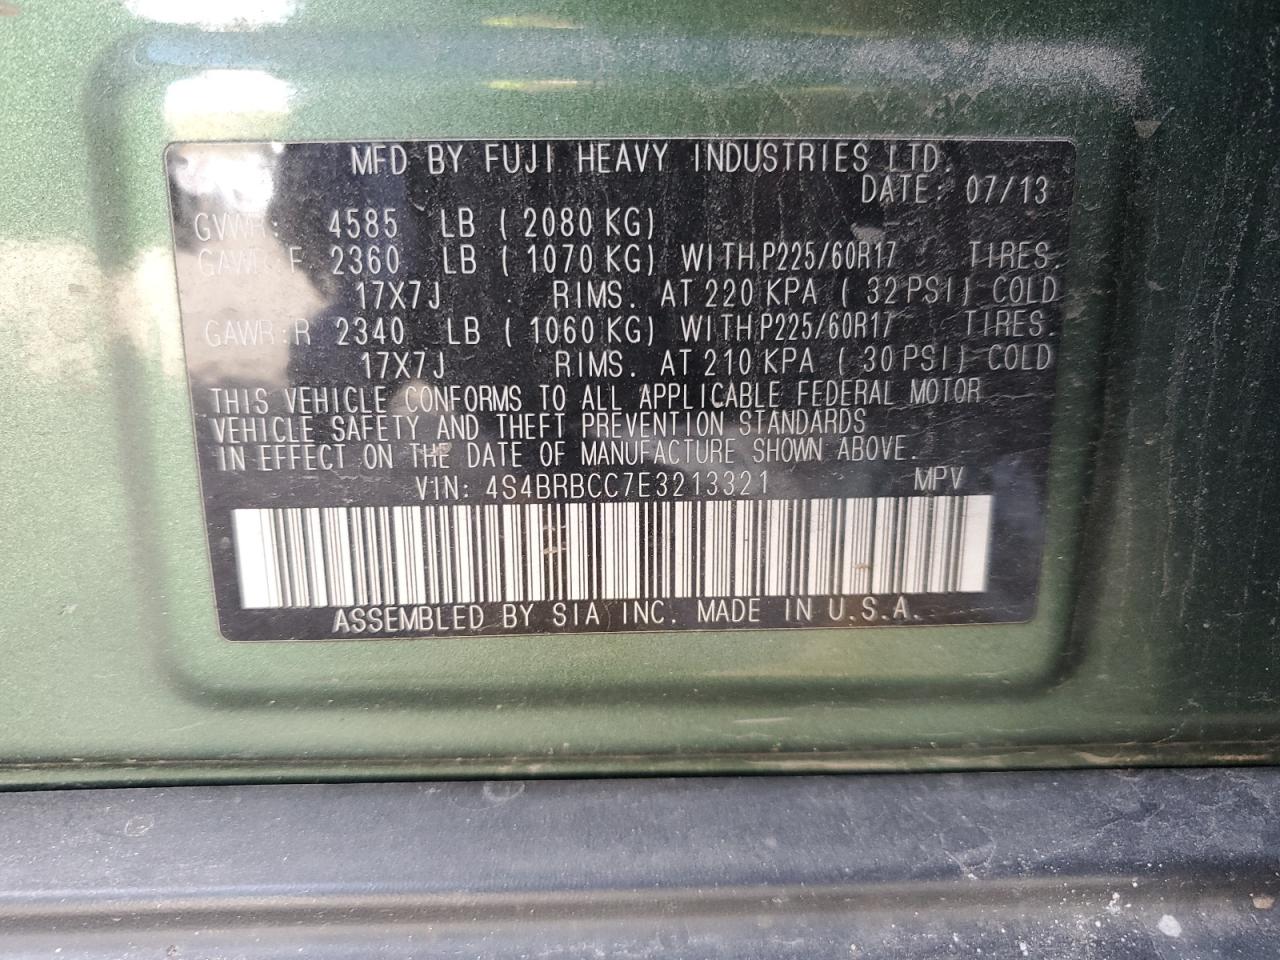 MFD BY FUJI HEAVY INDUSTRIES LTD.
DATE: 07/13
GVWR: 4585 LB ( 2080 KG)
GAWR:F 2360 LB ( 1070 KG) WITH P225/60R17 TIRES.
17X7J RIMS. AT 220 KPA ( 32 PSI) COLD
GAWR:R 2340 LB ( 1060 KG) WITH P225/60R17 TIRES.
17X7J RIMS. AT 210 KPA ( 30 PSI) COLD
THIS VEHICLE CONFORMS TO ALL APPLICABLE FEDERAL MOTOR
VEHICLE SAFETY AND THEFT PREVENTION STANDARDS
IN EFFECT ON THE DATE OF MANUFACTURE SHOWN ABOVE.
VIN: 4S4BRBCC7E3213321 MPV
ASSEMBLED BY SIA INC. MADE IN U.S.A.